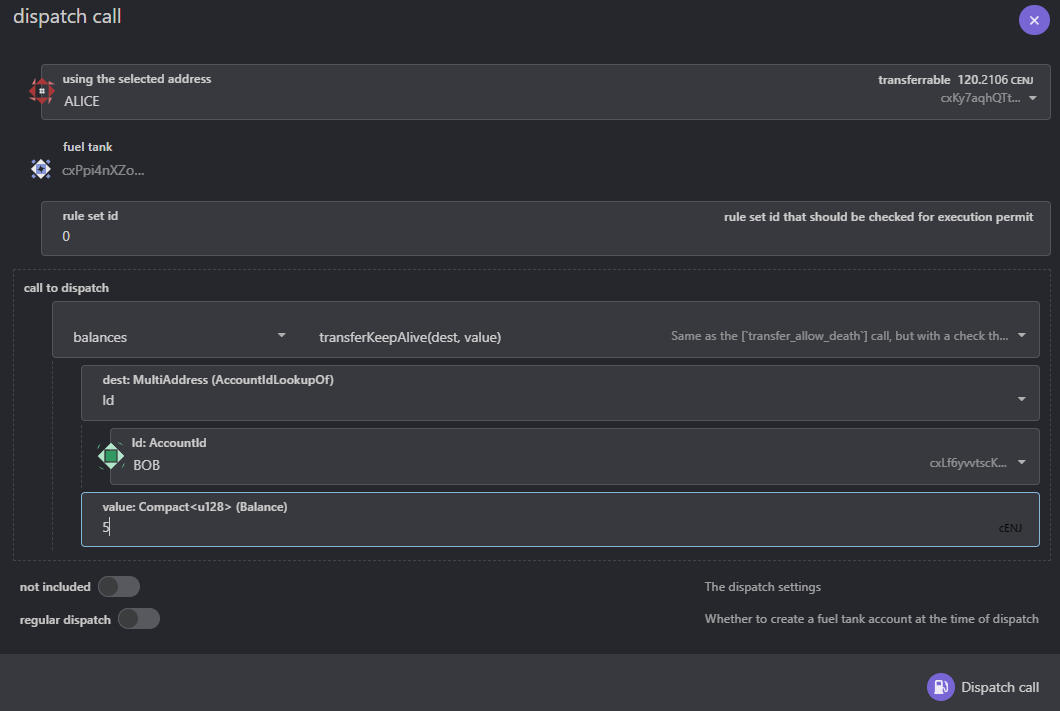 dispatch call
using the selected address
transferrable 120.2106 CENJ
ALICE
cxKy7aqhQTt...
fuel tank
cxPpi4nXZo...
rule set id
rule set id that should be checked for execution permit
0
call to dispatch
balances
transferKeepAlive(dest, value)
Same as the [`transfer_allow_death`] call, but with a check th...
dest: MultiAddress (AccountIdLookupOf)
Id
Id: AccountId
BOB
cxLf6yvvtscK...
value: Compact<u128> (Balance)
5
cENJ
not included
The dispatch settings
regular dispatch
Whether to create a fuel tank account at the time of dispatch
Dispatch call